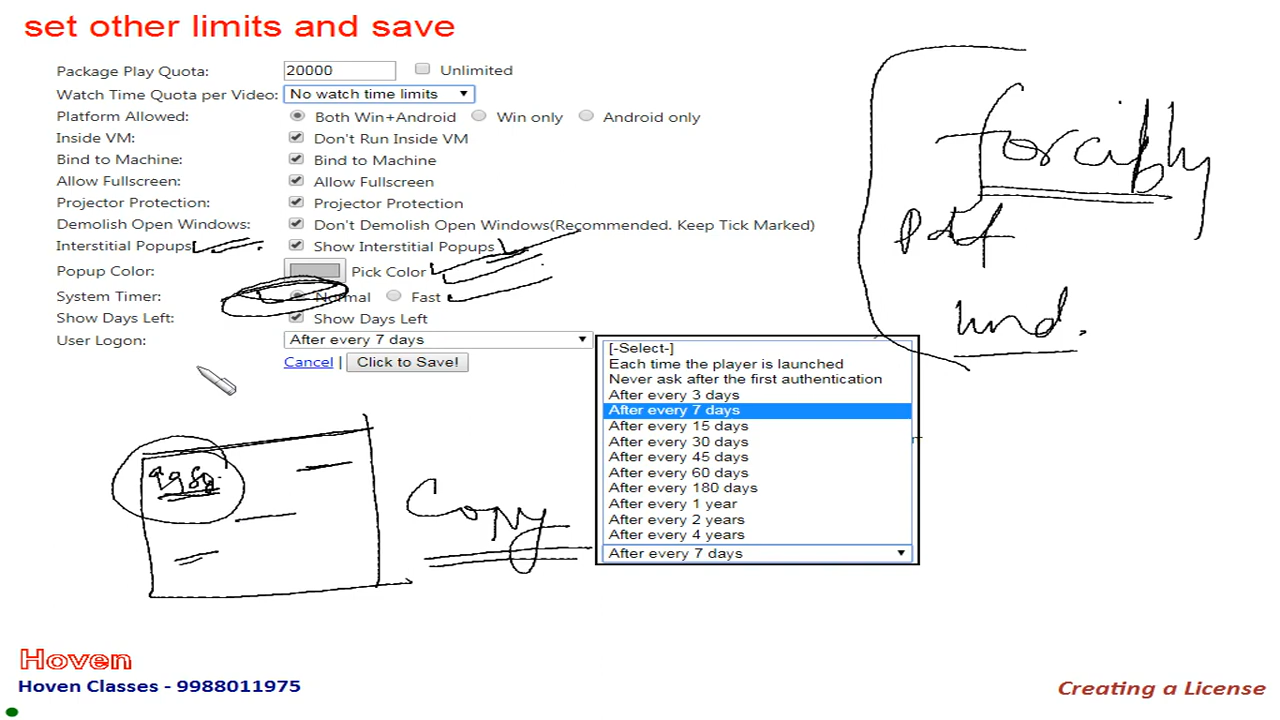 set other limits and save
Package Play Quota: 20000 Unlimited
Watch Time Quota per Video: No watch time limits
Platform Allowed: Both Win+Android Win only Android only
Inside VM: Don't Run Inside VM
Bind to Machine: Bind to Machine
Allow Fullscreen: Allow Fullscreen
Projector Protection: Projector Protection
Demolish Open Windows: Don't Demolish Open Windows(Recommended. Keep Tick Marked)
Interstitial Popups Show Interstitial Popups
Popup Color: Pick Color
System Timer: Normal Fast
Show Days Left: Show Days Left
User Logon: After every 7 days
Cancel | Click to Save!
[-Select-]
Each time the player is launched
Never ask after the first authentication
After every 3 days
After every 7 days
After every 15 days
After every 30 days
After every 45 days
After every 60 days
After every 180 days
After every 1 year
After every 2 years
After every 4 years
After every 7 days
forcibly
pdf
Copy
Hoven
Hoven Classes - 9988011975
Creating a License